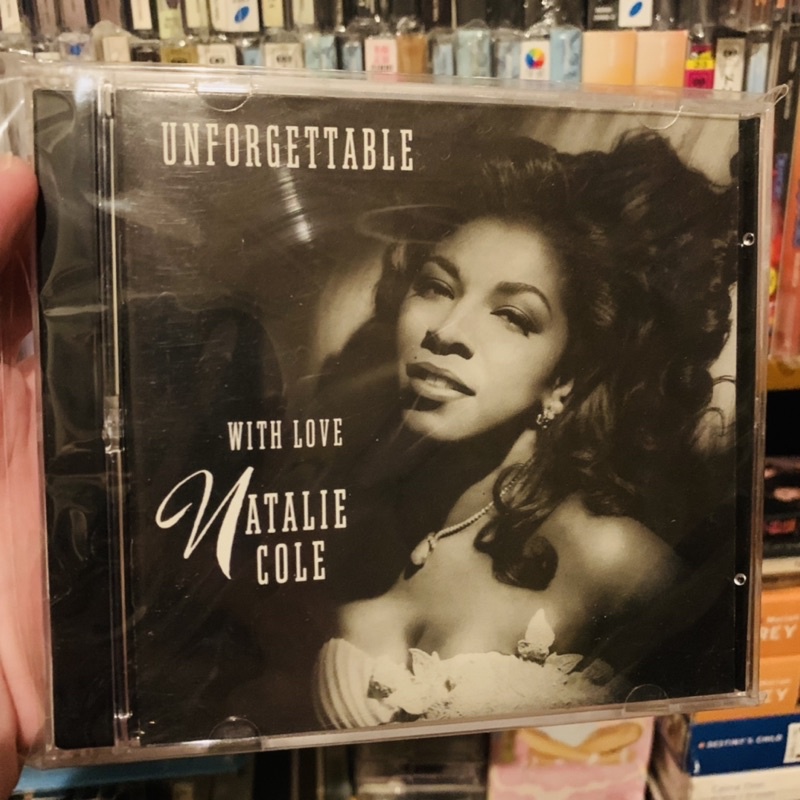 UNFORGETTABLE
WITH LOVE
NATALIE
COLE
DESTINY'S CHILD